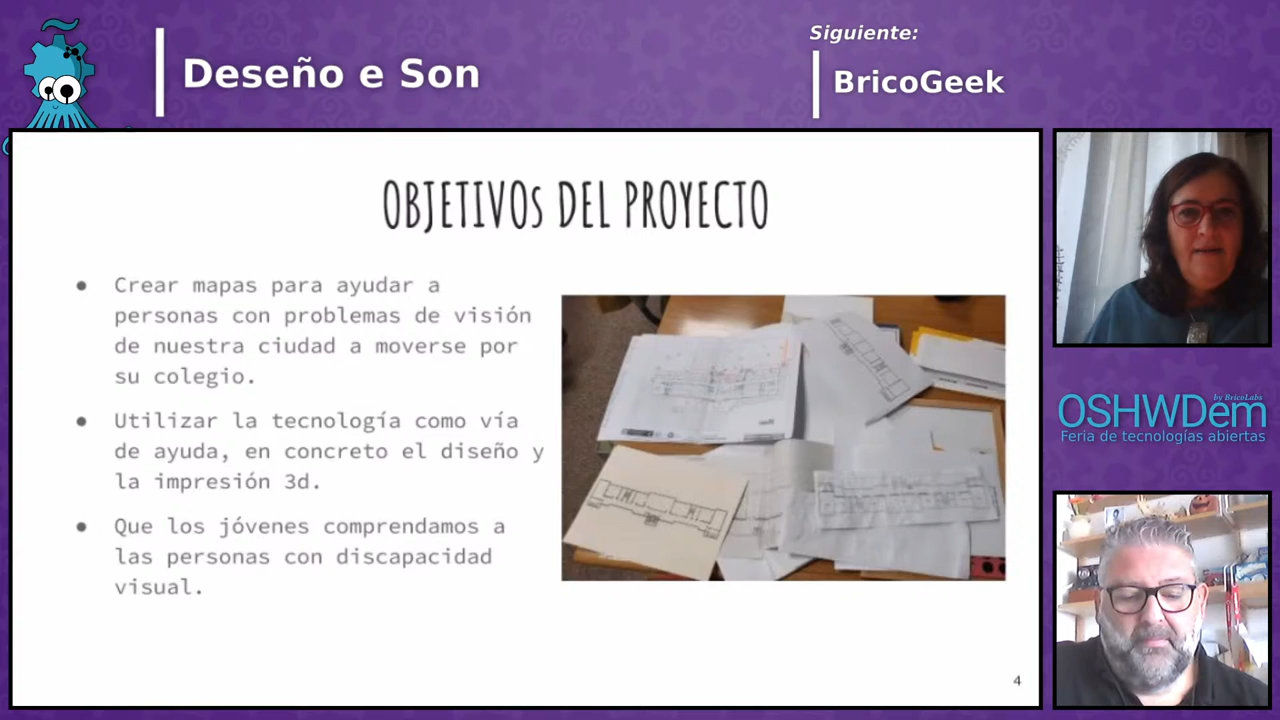 Deseño e Son
Siguiente:
BricoGeek
OBJETIVOs DEL PROYECTO
● Crear mapas para ayudar a
personas con problemas de visión
de nuestra ciudad a moverse por
su colegio.
● Utilizar la tecnología como vía
de ayuda, en concreto el diseño y
la impresión 3d.
● Que los jóvenes comprendamos a
las personas con discapacidad
visual.
4
by BricoLabs
OSHWDem
Feria de tecnologías abiertas